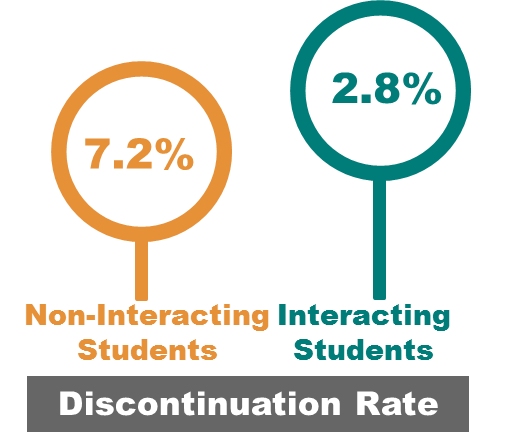 7.2%
2.8%
Non-Interacting
Students
Interacting
Students
Discontinuation Rate